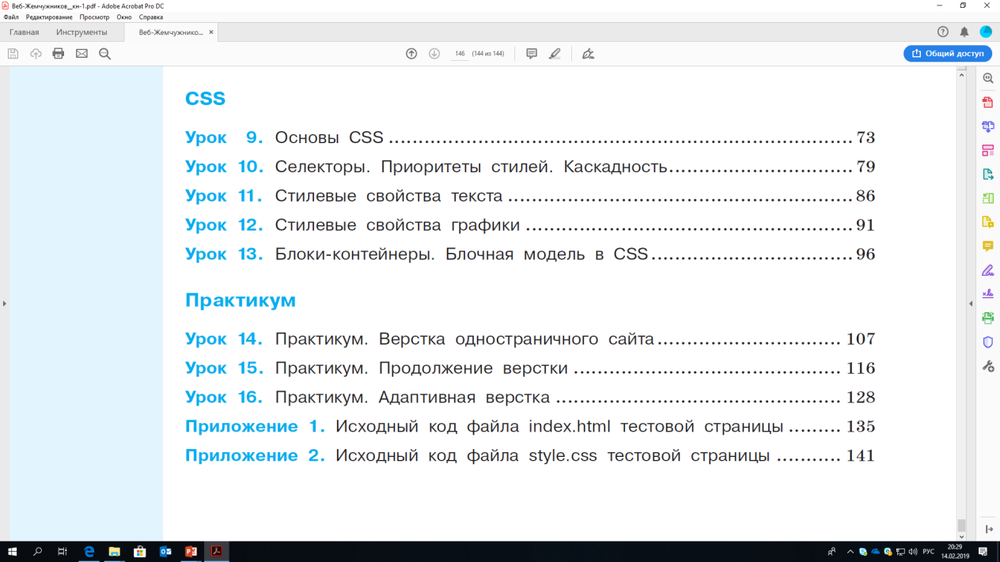 Веб-Жемчужников__кн-1.pdf - Adobe Acrobat Pro DC
Файл Редактирование Просмотр Окно Справка
Главная Инструменты Веб-Жемчужнико... ×
146 (144 из 144) Общий доступ
CSS
Урок 9. Основы CSS 73
Урок 10. Селекторы. Приоритеты стилей. Каскадность 79
Урок 11. Стилевые свойства текста 86
Урок 12. Стилевые свойства графики 91
Урок 13. Блоки-контейнеры. Блочная модель в CSS 96
Практикум
Урок 14. Практикум. Верстка одностраничного сайта 107
Урок 15. Практикум. Продолжение верстки 116
Урок 16. Практикум. Адаптивная верстка 128
Приложение 1. Исходный код файла index.html тестовой страницы 135
Приложение 2. Исходный код файла style.css тестовой страницы 141
РУС
20:29
14.02.2019